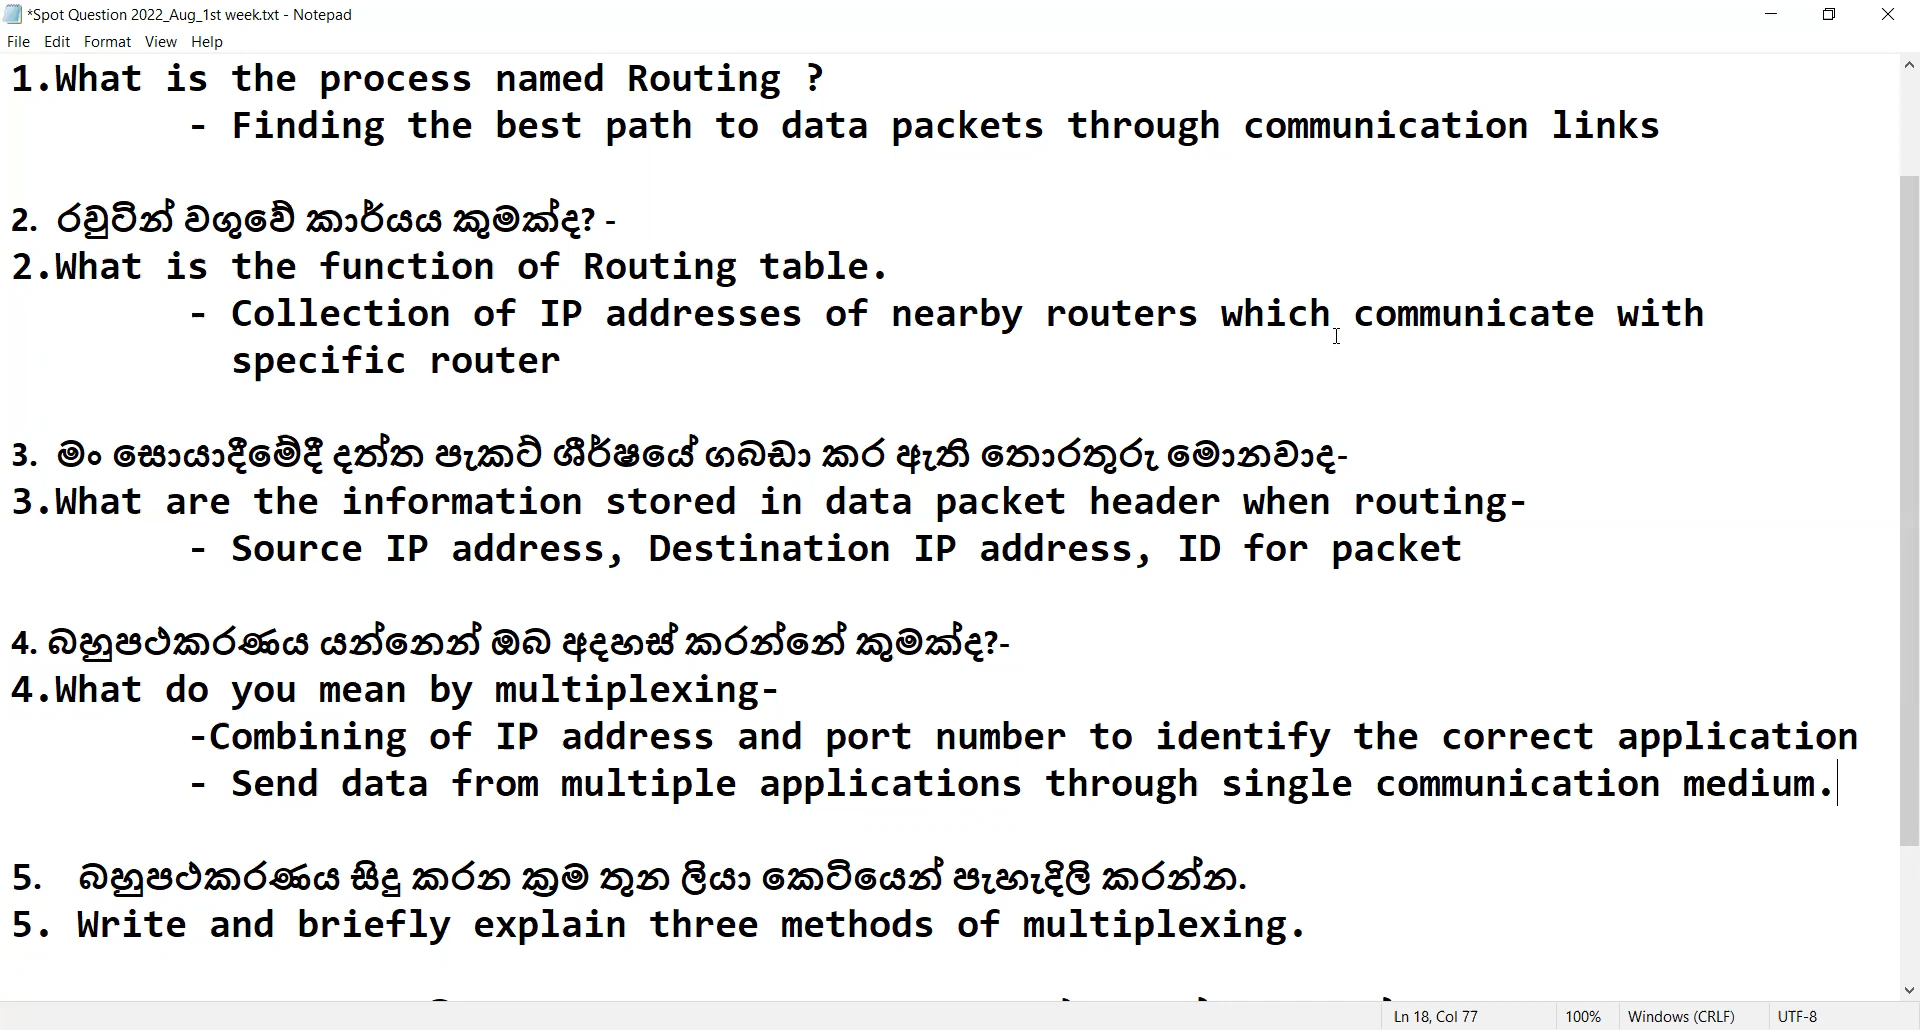 *Spot Question 2022_Aug_1st week.txt - Notepad
File Edit Format View Help
1.What is the process named Routing ?
- Finding the best path to data packets through communication links
2. රවුටින් වගුවේ කාර්යය කුමක්ද? -
2.What is the function of Routing table.
- Collection of IP addresses of nearby routers which communicate with
specific router
3. මං සොයාදීමේදී දත්ත පැකට් ශීර්ෂයේ ගබඩා කර ඇති තොරතුරු මොනවාද-
3.What are the information stored in data packet header when routing-
- Source IP address, Destination IP address, ID for packet
4. බහුපථකරණය යන්නෙන් ඔබ අදහස් කරන්නේ කුමක්ද?-
4.What do you mean by multiplexing-
-Combining of IP address and port number to identify the correct application
- Send data from multiple applications through single communication medium.
5. බහුපථකරණය සිදු කරන ක්‍රම තුන ලියා කෙටියෙන් පැහැදිලි කරන්න.
5. Write and briefly explain three methods of multiplexing.
Ln 18, Col 77 100% Windows (CRLF) UTF-8